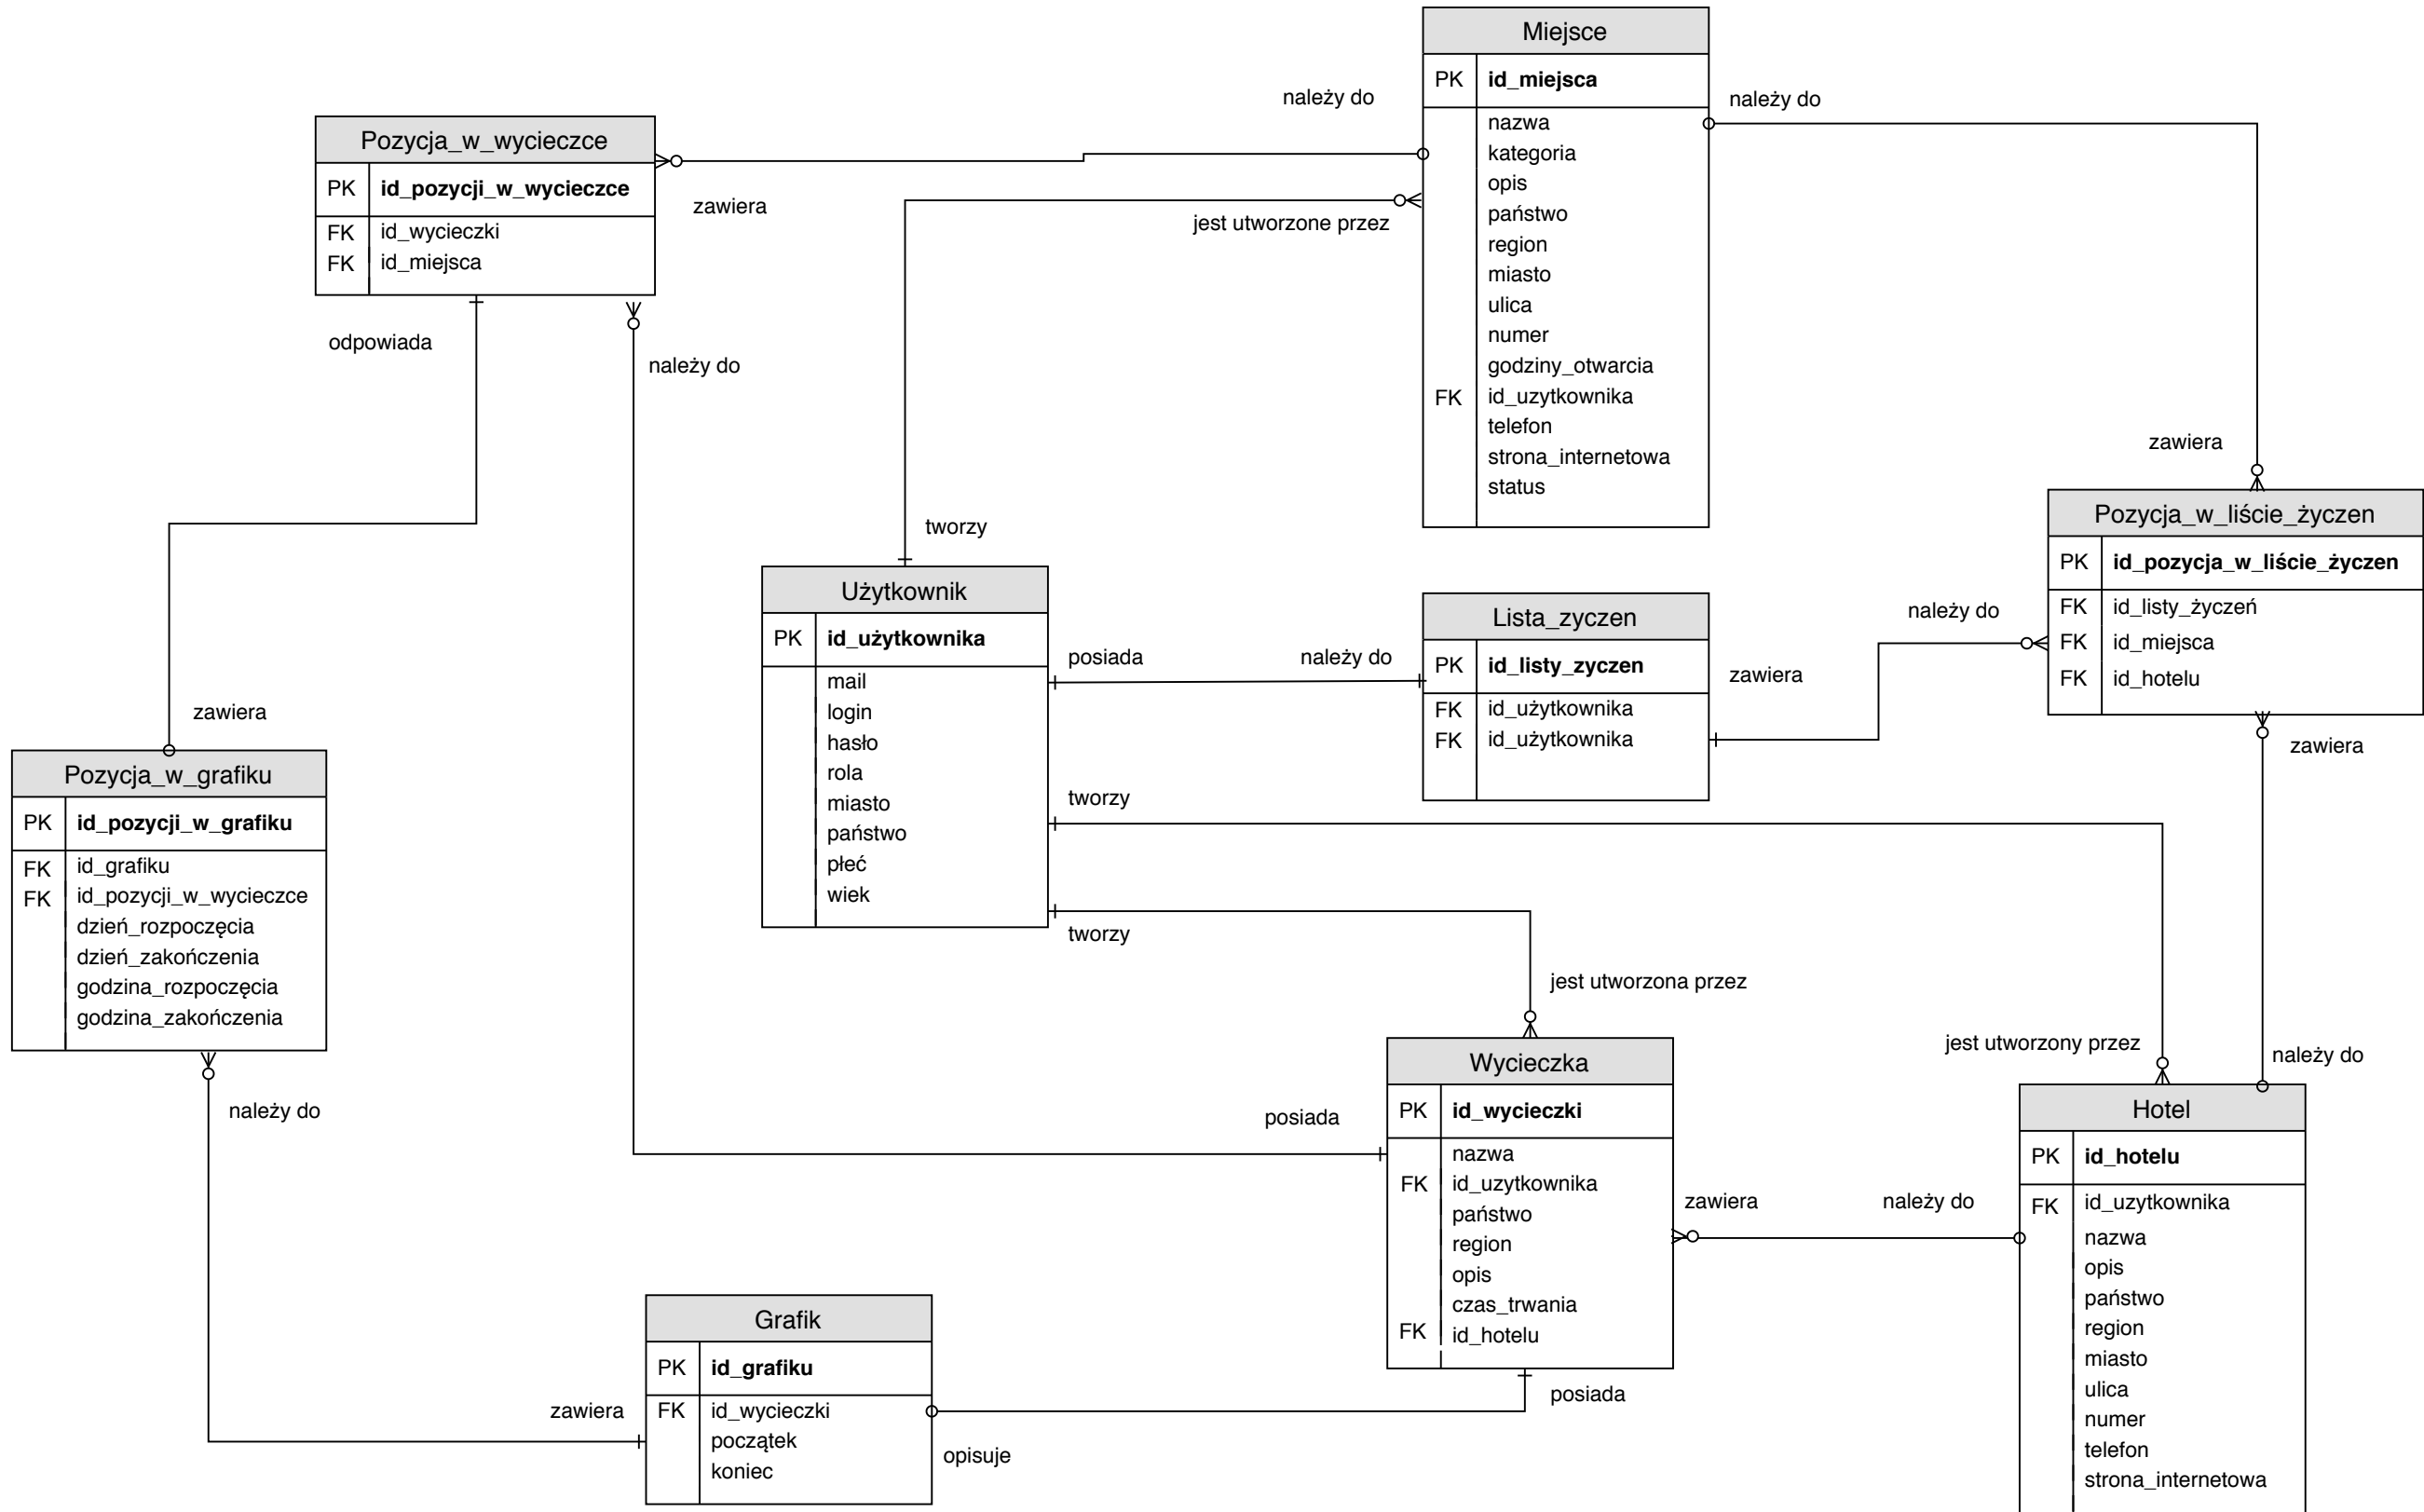 Miejsce
PK id_miejsca
nazwa
kategoria
opis
państwo
region
miasto
ulica
numer
godziny_otwarcia
FK id_uzytkownika
telefon
strona_internetowa
status
należy do
należy do
Pozycja_w_wycieczce
PK id_pozycji_w_wycieczce
FK id_wycieczki
FK id_miejsca
zawiera
jest utworzone przez
odpowiada
należy do
zawiera
tworzy
Pozycja_w_liście_życzen
PK id_pozycja_w_liście_życzen
FK id_listy_życzeń
FK id_miejsca
FK id_hotelu
Użytkownik
PK id_użytkownika
mail
login
hasło
rola
miasto
państwo
płeć
wiek
posiada
należy do
Lista_zyczen
PK id_listy_zyczen
FK id_użytkownika
FK id_użytkownika
należy do
zawiera
zawiera
zawiera
Pozycja_w_grafiku
PK id_pozycji_w_grafiku
FK id_grafiku
FK id_pozycji_w_wycieczce
dzień_rozpoczęcia
dzień_zakończenia
godzina_rozpoczęcia
godzina_zakończenia
tworzy
tworzy
jest utworzona przez
jest utworzony przez
należy do
należy do
posiada
Wycieczka
PK id_wycieczki
nazwa
FK id_uzytkownika
państwo
region
opis
czas_trwania
FK id_hotelu
zawiera
należy do
Hotel
PK id_hotelu
FK id_uzytkownika
nazwa
opis
państwo
region
miasto
ulica
numer
telefon
strona_internetowa
Grafik
PK id_grafiku
FK id_wycieczki
początek
koniec
zawiera
opisuje
posiada